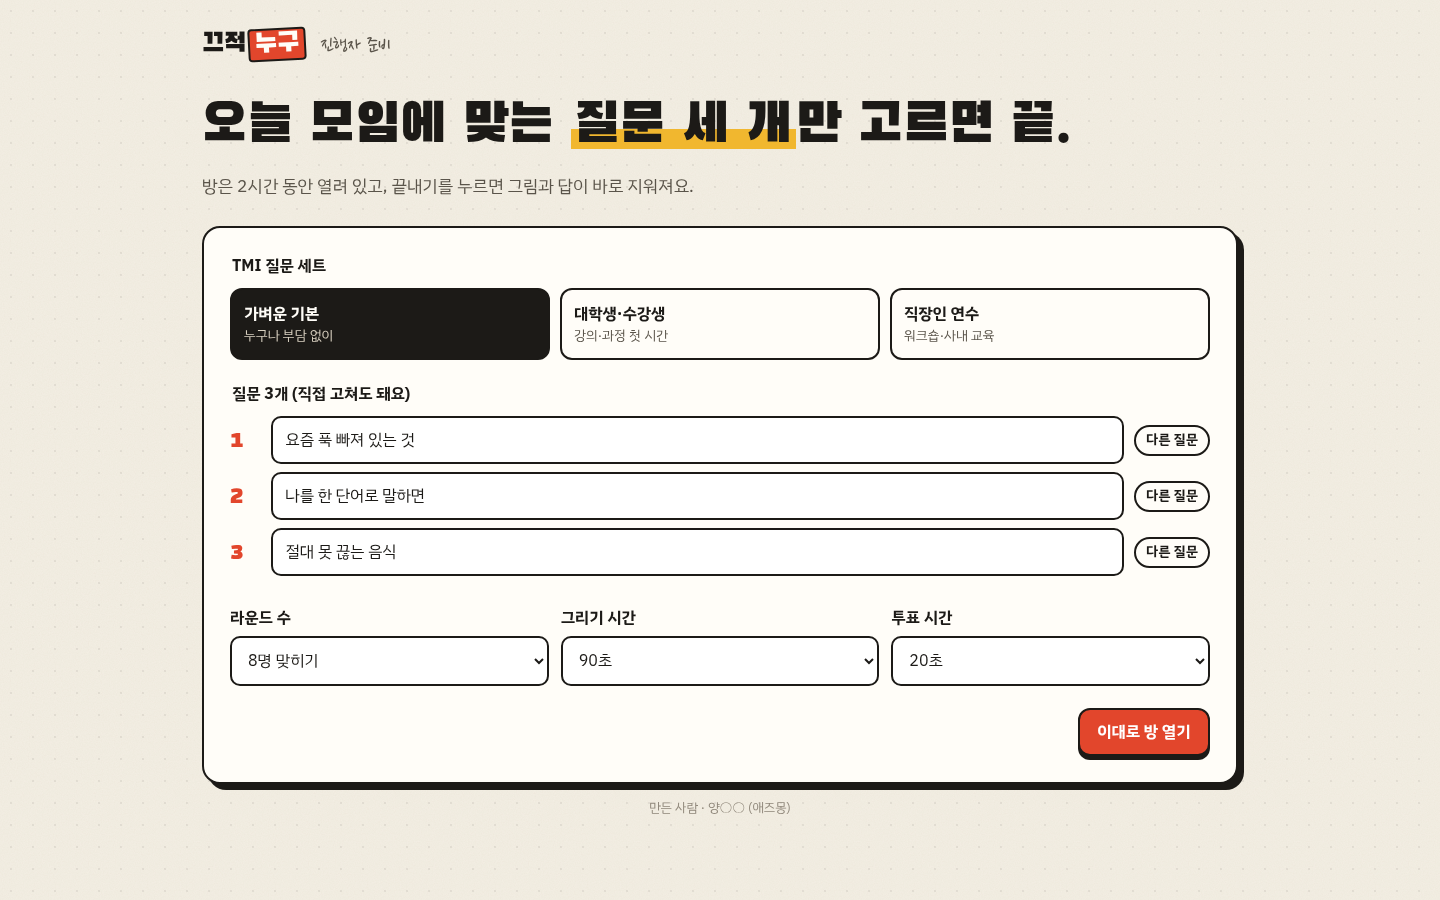 끄적누구 진행자 준비
오늘 모임에 맞는 질문 세 개만 고르면 끝.
방은 2시간 동안 열려 있고, 끝내기를 누르면 그림과 답이 바로 지워져요.
TMI 질문 세트
가벼운 기본
누구나 부담 없이
대학생·수강생
강의·과정 첫 시간
직장인 연수
워크숍·사내 교육
질문 3개 (직접 고쳐도 돼요)
1 요즘 푹 빠져 있는 것 다른 질문
2 나를 한 단어로 말하면 다른 질문
3 절대 못 끊는 음식 다른 질문
라운드 수 그리기 시간 투표 시간
8명 맞히기 90초 20초
이대로 방 열기
만든 사람 · 양○○ (애즈몽)